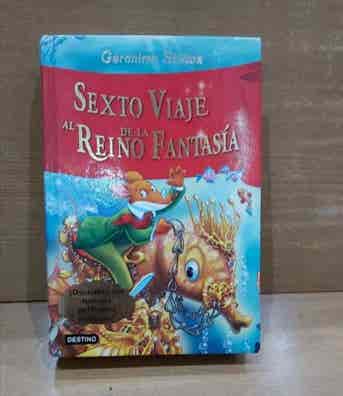 Geronimo Stilton
SEXTO VIAJE
AL REINO DE LA FANTASÍA
DESTINO